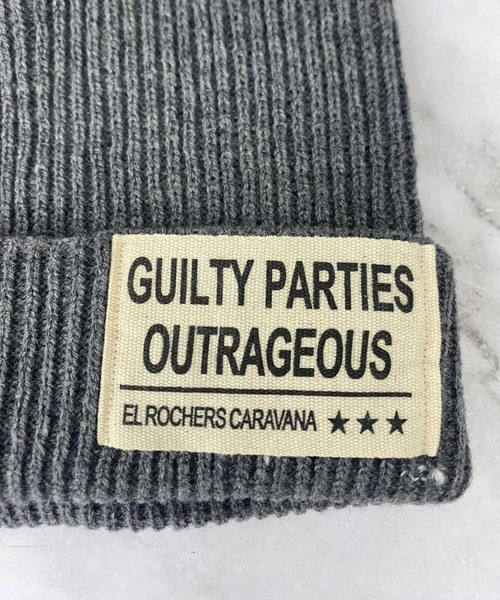 GUILTY PARTIES
OUTRAGEOUS
EL ROCHERS CARAVANA ★★★